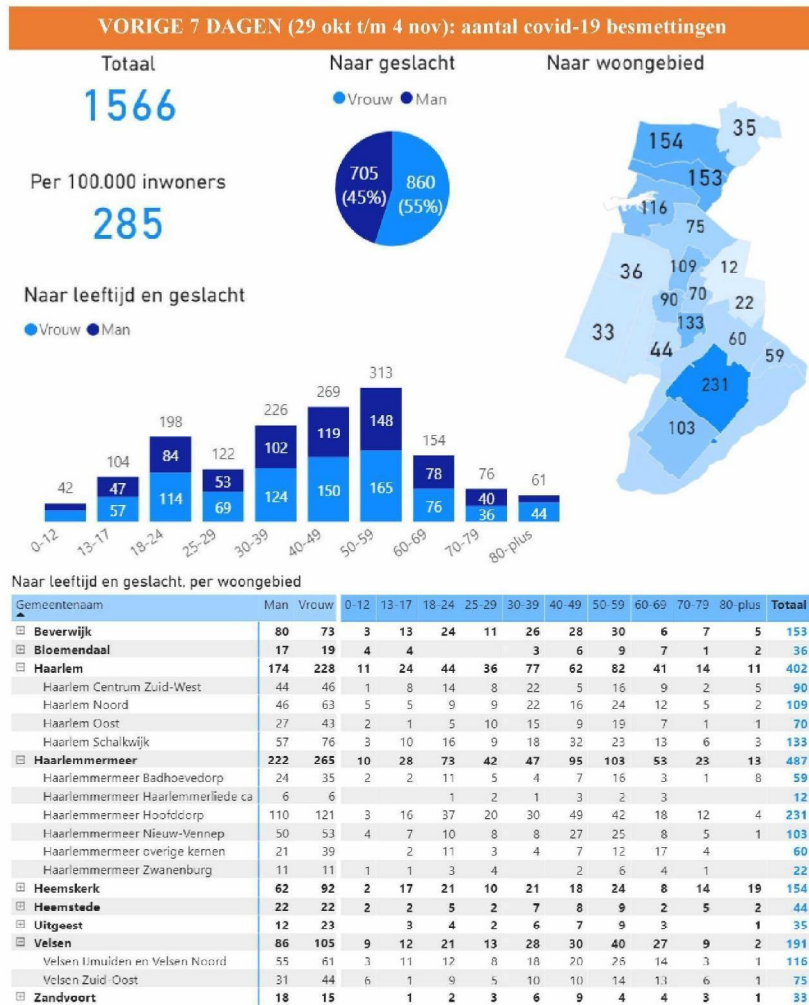 VORIGE 7 DAGEN (29 okt t/m 4 nov): aantal covid-19 besmettingen
Totaal
1566
Per 100.000 inwoners
285
Naar geslacht
Vrouw Man
705
(45%)
860
(55%)
Naar woongebied
35
154
153
116
75
36
109
12
90
70
22
33
133
44
60
59
231
103
Naar leeftijd en geslacht
Vrouw Man
42 104 198 122 226 269 313 154 76 61
47 84 53 102 119 148 78 40
57 114 69 124 150 165 76 36 44
0-12 13-17 18-24 25-29 30-39 40-49 50-59 60-69 70-79 80-plus
Naar leeftijd en geslacht, per woongebied
Gemeentenaam Man Vrouw 0-12 13-17 18-24 25-29 30-39 40-49 50-59 60-69 70-79 80-plus Totaal
Beverwijk 80 73 3 13 24 11 26 28 30 6 7 5 153
Bloemendaal 17 19 4 4 3 6 9 7 1 2 36
Haarlem 174 228 11 24 44 36 77 62 82 41 14 11 402
Haarlem Centrum Zuid-West 44 46 1 8 14 8 22 5 16 9 2 5 90
Haarlem Noord 46 63 5 5 9 9 22 16 24 12 5 2 109
Haarlem Oost 27 43 2 1 5 10 15 9 19 7 1 1 70
Haarlem Schalkwijk 57 76 3 10 16 9 18 32 23 13 6 3 133
Haarlemmermeer 222 265 10 28 73 42 47 95 103 53 23 13 487
Haarlemmermeer Badhoevedorp 24 35 2 2 11 5 4 7 16 3 1 8 59
Haarlemmermeer Haarlemmerliede ca 6 6 1 2 1 3 2 3 12
Haarlemmermeer Hoofddorp 110 121 3 16 37 20 30 49 42 18 12 4 231
Haarlemmermeer Nieuw-Vennep 50 53 4 7 10 8 8 27 25 8 5 1 103
Haarlemmermeer overige kernen 21 39 2 11 3 4 7 12 17 4 60
Haarlemmermeer Zwanenburg 11 11 1 1 3 4 2 6 4 1 22
Heemskerk 62 92 2 17 21 10 21 18 24 8 14 19 154
Heemstede 22 22 2 2 5 2 7 8 9 2 5 2 44
Uitgeest 12 23 3 4 2 6 7 9 3 1 35
Velsen 86 105 9 12 21 13 28 30 40 27 9 2 191
Velsen IJmuiden en Velsen Noord 55 61 3 11 12 8 18 20 26 14 3 1 116
Velsen Zuid-Oost 31 44 6 1 9 5 10 10 14 13 6 1 75
Zandvoort 18 15 1 2 3 6 9 4 4 3 1 33